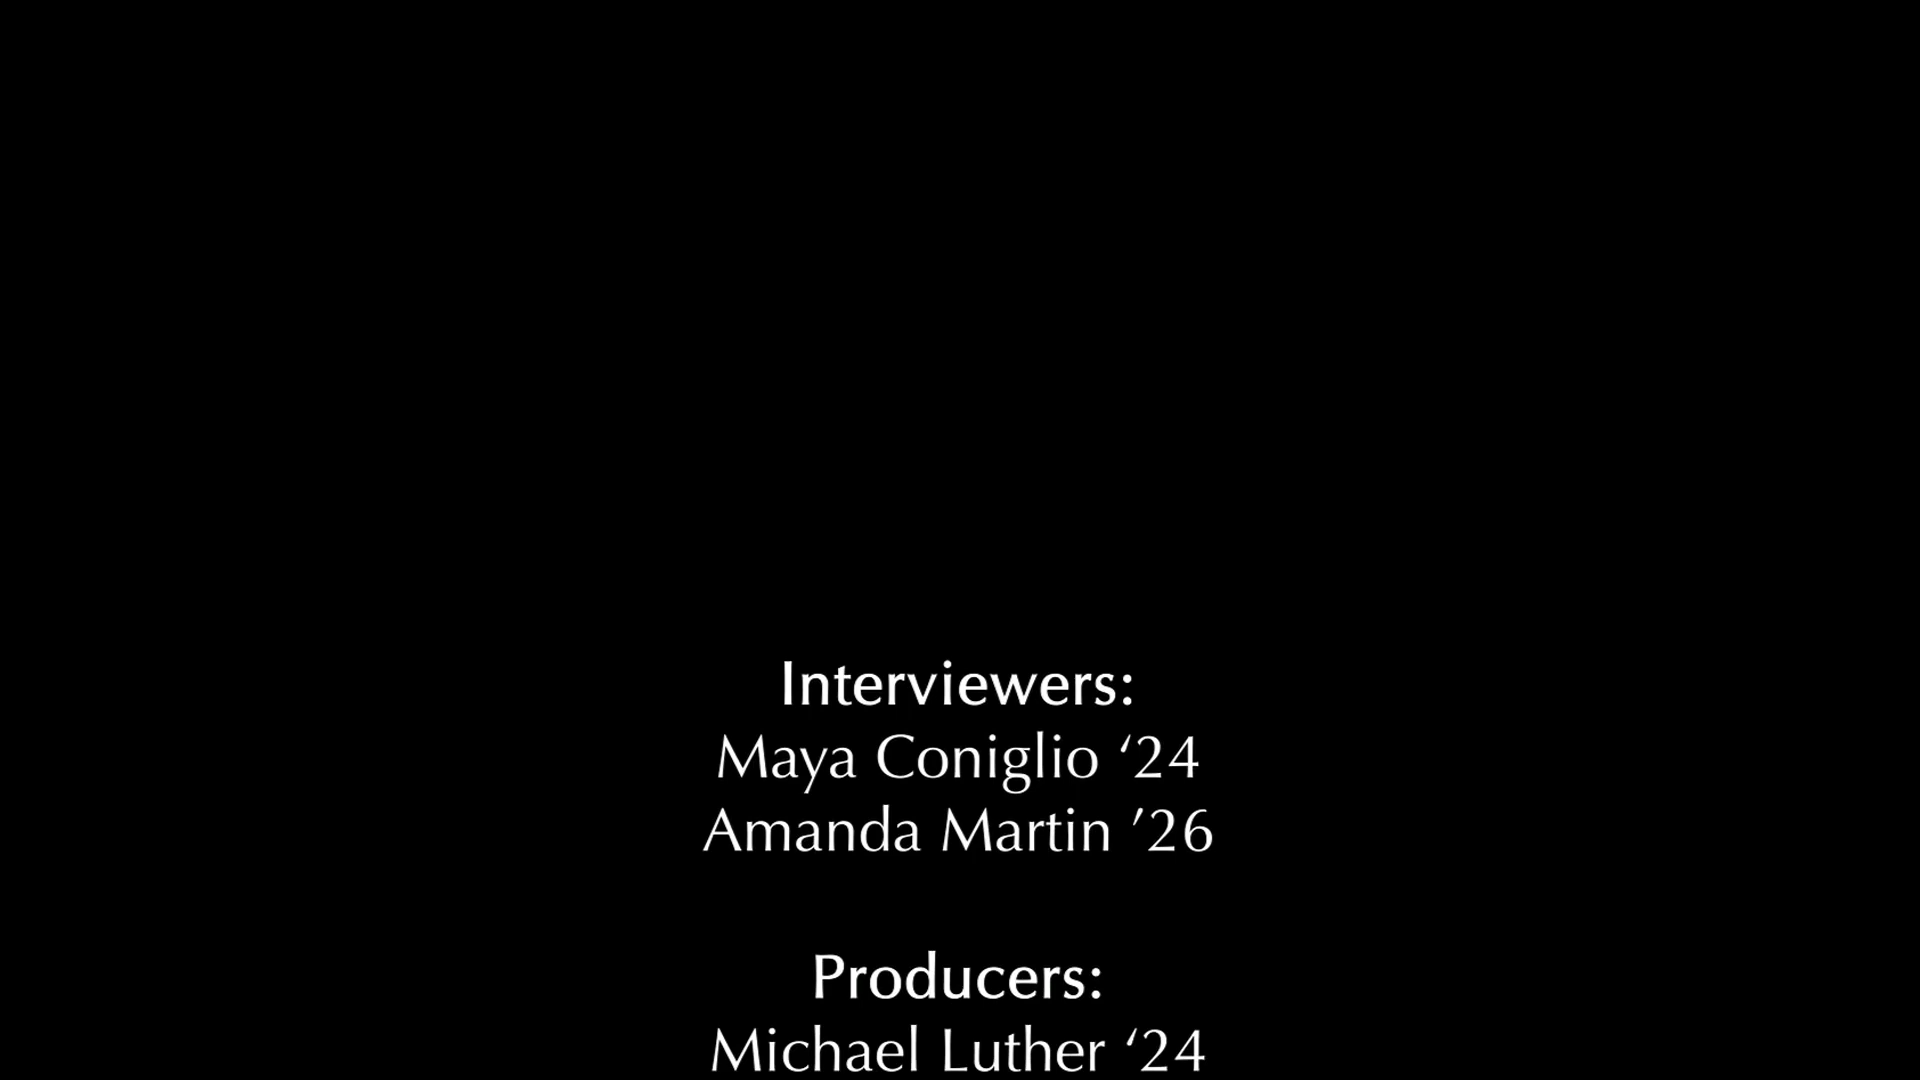 Interviewers:
Maya Coniglio ‘24
Amanda Martin ’26
Producers:
Michael Luther ‘24